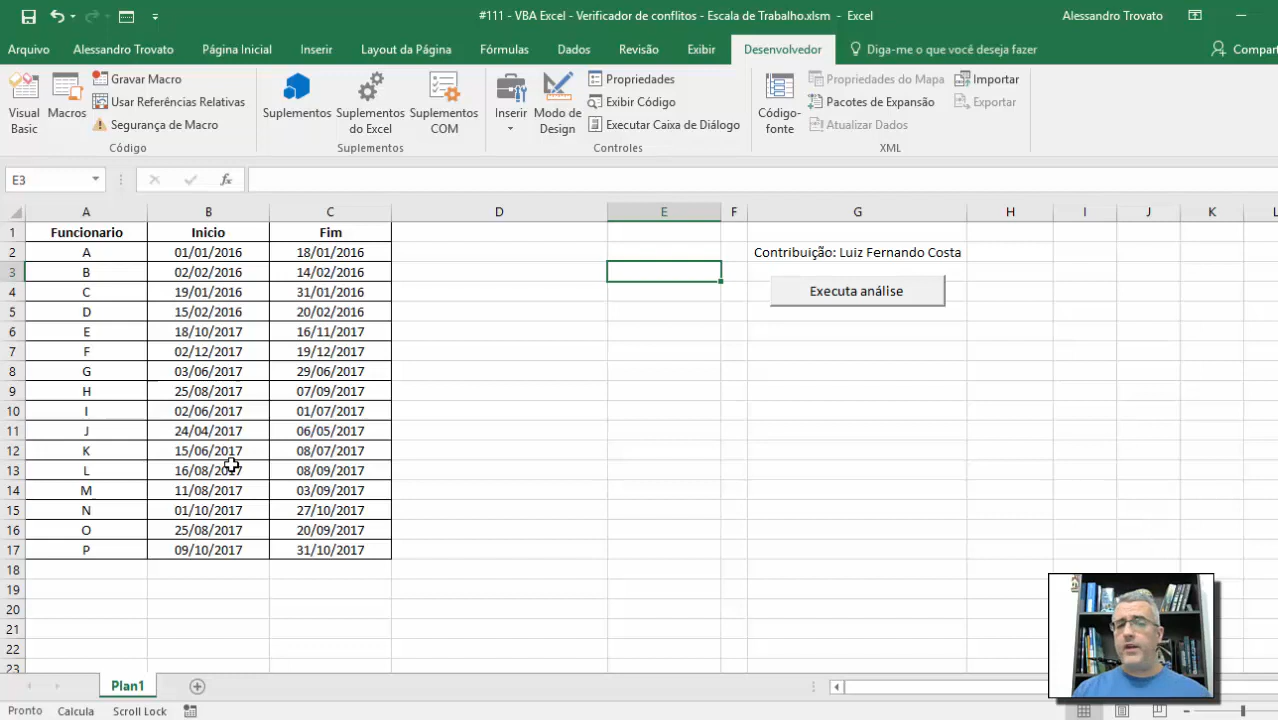 #111 - VBA Excel - Verificador de conflitos - Escala de Trabalho.xlsm - Excel
Alessandro Trovato
Arquivo Alessandro Trovato Página Inicial Inserir Layout da Página Fórmulas Dados Revisão Exibir Desenvolvedor Diga-me o que você deseja fazer Compart
Visual Basic
Macros
Gravar Macro
Usar Referências Relativas
Segurança de Macro
Código
Suplementos
Suplementos do Excel
Suplementos COM
Suplementos
Inserir
Modo de Design
Propriedades
Exibir Código
Executar Caixa de Diálogo
Controles
Código-fonte
Propriedades do Mapa
Pacotes de Expansão
Atualizar Dados
Importar
Exportar
XML
E3
fx
A B C D E F G H I J K L
1 Funcionario Inicio Fim
2 A 01/01/2016 18/01/2016 Contribuição: Luiz Fernando Costa
3 B 02/02/2016 14/02/2016
Executa análise
4 C 19/01/2016 31/01/2016
5 D 15/02/2016 20/02/2016
6 E 18/10/2017 16/11/2017
7 F 02/12/2017 19/12/2017
8 G 03/06/2017 29/06/2017
9 H 25/08/2017 07/09/2017
10 I 02/06/2017 01/07/2017
11 J 24/04/2017 06/05/2017
12 K 15/06/2017 08/07/2017
13 L 16/08/2017 08/09/2017
14 M 11/08/2017 03/09/2017
15 N 01/10/2017 27/10/2017
16 O 25/08/2017 20/09/2017
17 P 09/10/2017 31/10/2017
18
19
20
21
22
23
Plan1
Pronto Calcula Scroll Lock